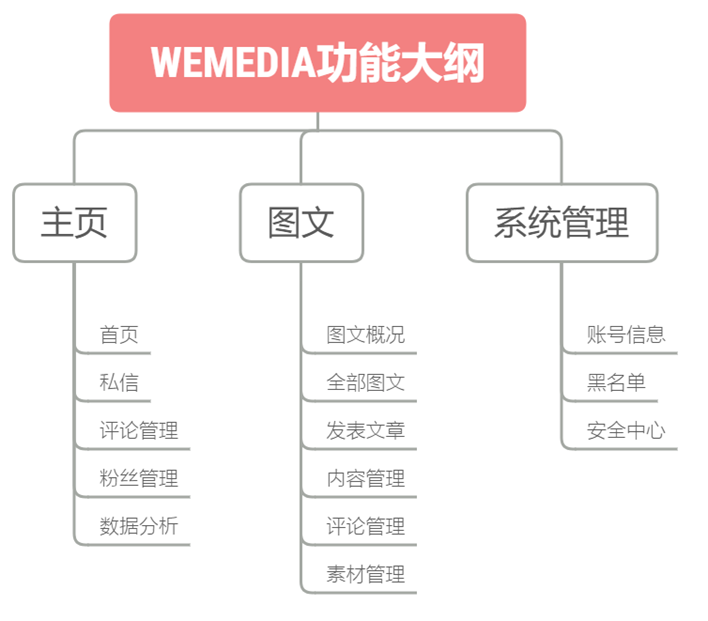 WEMEDIA功能大纲
主页
首页
私信
评论管理
粉丝管理
数据分析
图文
图文概况
全部图文
发表文章
内容管理
评论管理
素材管理
系统管理
账号信息
黑名单
安全中心